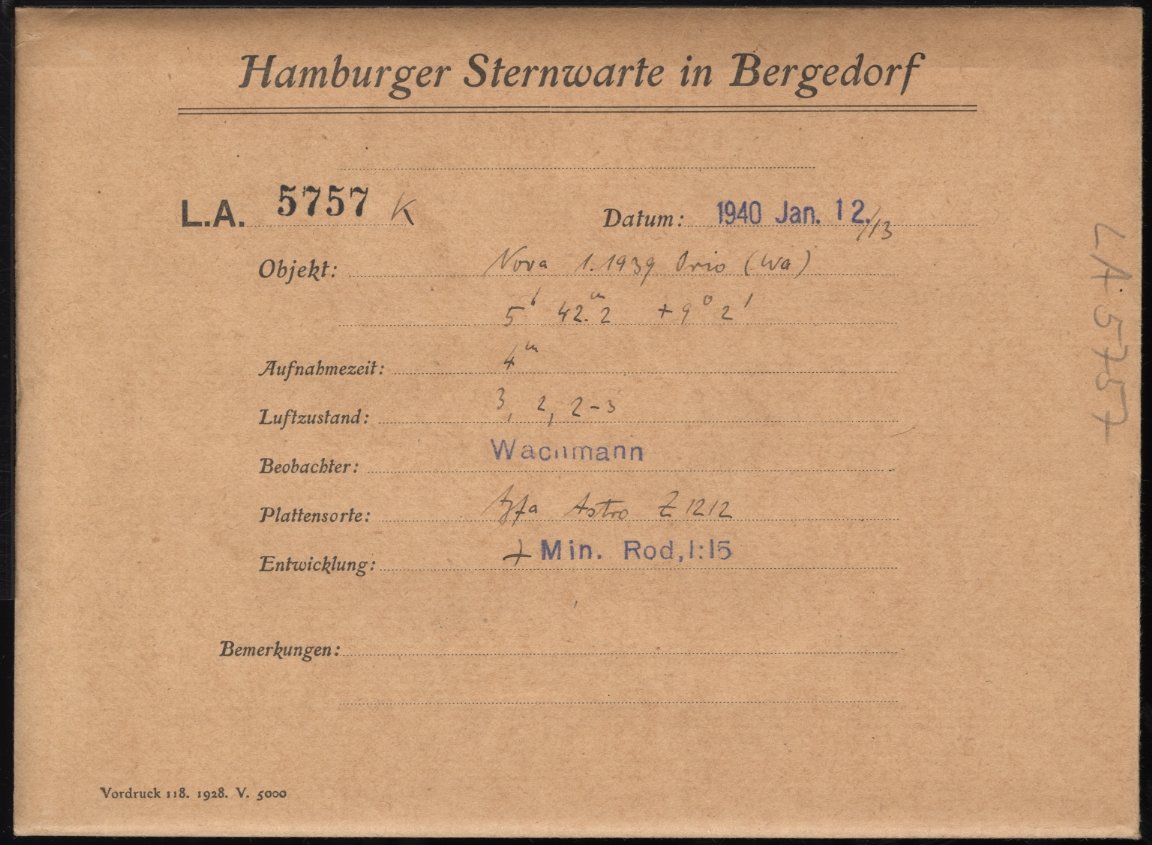 Hamburger Sternwarte in Bergedorf
L.A. 5757 K Datum: 1940 Jan. 12./13
Objekt: Nova 1.1939 Orio (Wa)
5ʰ 42.ᵐ2 +9° 2'
Aufnahmezeit: 4ᵐ
Luftzustand: 3, 2, 2-3
Beobachter: Wachmann
Plattensorte: Agfa Astro Z 1212
Entwicklung: 7 Min. Rod, 1:15
Bemerkungen:
Vordruck 118. 1928. V. 5000
LA 5757